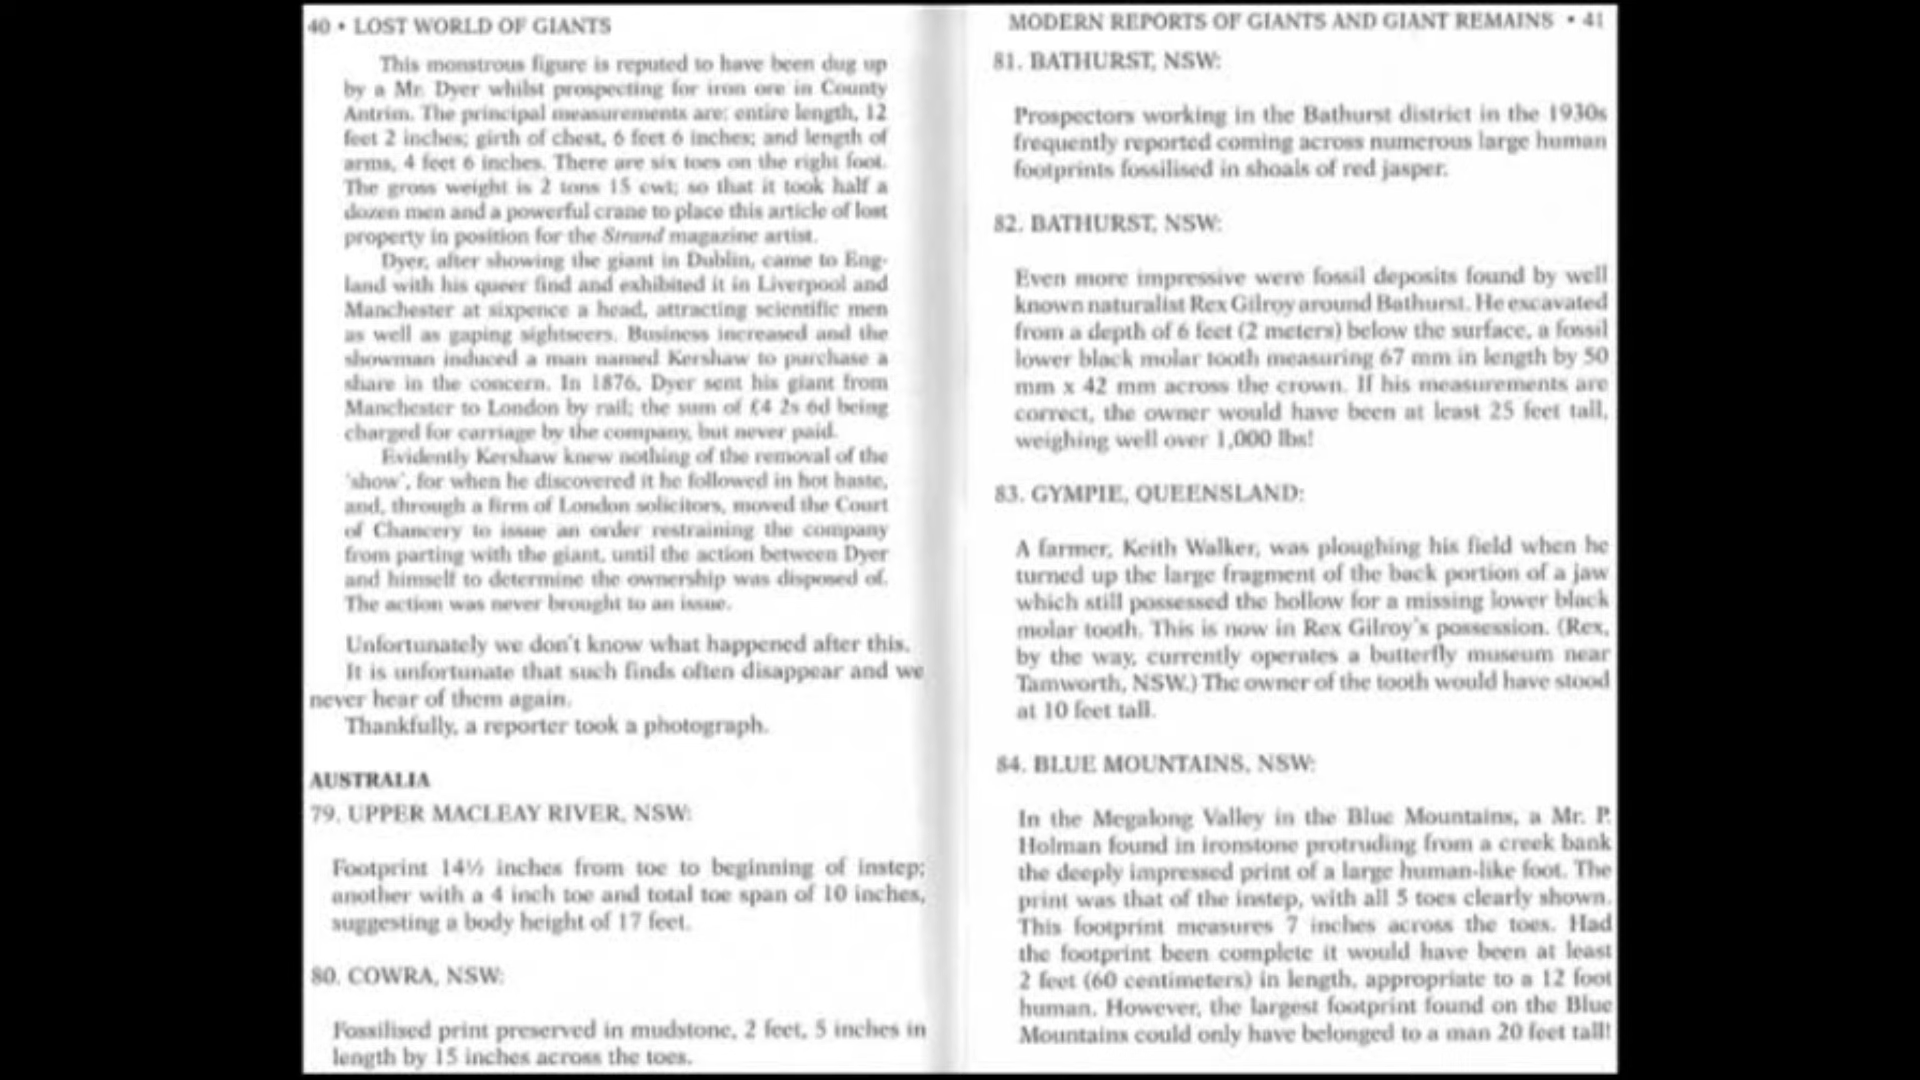 40 • LOST WORLD OF GIANTS
This monstrous figure is reputed to have been dug up
by a Mr. Dyer whilst prospecting for iron ore in County
Antrim. The principal measurements are: entire length, 12
feet 2 inches; girth of chest, 6 feet 6 inches; and length of
arms, 4 feet 6 inches. There are six toes on the right foot.
The gross weight is 2 tons 15 cwt; so that it took half a
dozen men and a powerful crane to place this article of lost
property in position for the Strand magazine artist.
Dyer, after showing the giant in Dublin, came to Eng-
land with his queer find and exhibited it in Liverpool and
Manchester at sixpence a head, attracting scientific men
as well as gaping sightseers. Business increased and the
showman induced a man named Kershaw to purchase a
share in the concern. In 1876, Dyer sent his giant from
Manchester to London by rail; the sum of £4 2s 6d being
charged for carriage by the company, but never paid.
Evidently Kershaw knew nothing of the removal of the
'show', for when he discovered it he followed in hot haste,
and, through a firm of London solicitors, moved the Court
of Chancery to issue an order restraining the company
from parting with the giant, until the action between Dyer
and himself to determine the ownership was disposed of.
The action was never brought to an issue.
Unfortunately we don't know what happened after this.
It is unfortunate that such finds often disappear and we
never hear of them again.
Thankfully, a reporter took a photograph.
AUSTRALIA
79. UPPER MACLEAY RIVER, NSW:
Footprint 14½ inches from toe to beginning of instep;
another with a 4 inch toe and total toe span of 10 inches,
suggesting a body height of 17 feet.
80. COWRA, NSW:
Fossilised print preserved in mudstone, 2 feet, 5 inches in
length by 15 inches across the toes.
MODERN REPORTS OF GIANTS AND GIANT REMAINS • 41
81. BATHURST, NSW:
Prospectors working in the Bathurst district in the 1930s
frequently reported coming across numerous large human
footprints fossilised in shoals of red jasper.
82. BATHURST, NSW:
Even more impressive were fossil deposits found by well
known naturalist Rex Gilroy around Bathurst. He excavated
from a depth of 6 feet (2 meters) below the surface, a fossil
lower black molar tooth measuring 67 mm in length by 50
mm x 42 mm across the crown. If his measurements are
correct, the owner would have been at least 25 feet tall,
weighing well over 1,000 lbs!
83. GYMPIE, QUEENSLAND:
A farmer, Keith Walker, was ploughing his field when he
turned up the large fragment of the back portion of a jaw
which still possessed the hollow for a missing lower black
molar tooth. This is now in Rex Gilroy's possession. (Rex,
by the way, currently operates a butterfly museum near
Tamworth, NSW.) The owner of the tooth would have stood
at 10 feet tall.
84. BLUE MOUNTAINS, NSW:
In the Megalong Valley in the Blue Mountains, a Mr. P.
Holman found in ironstone protruding from a creek bank
the deeply impressed print of a large human-like foot. The
print was that of the instep, with all 5 toes clearly shown.
This footprint measures 7 inches across the toes. Had
the footprint been complete it would have been at least
2 feet (60 centimeters) in length, appropriate to a 12 foot
human. However, the largest footprint found on the Blue
Mountains could only have belonged to a man 20 feet tall!